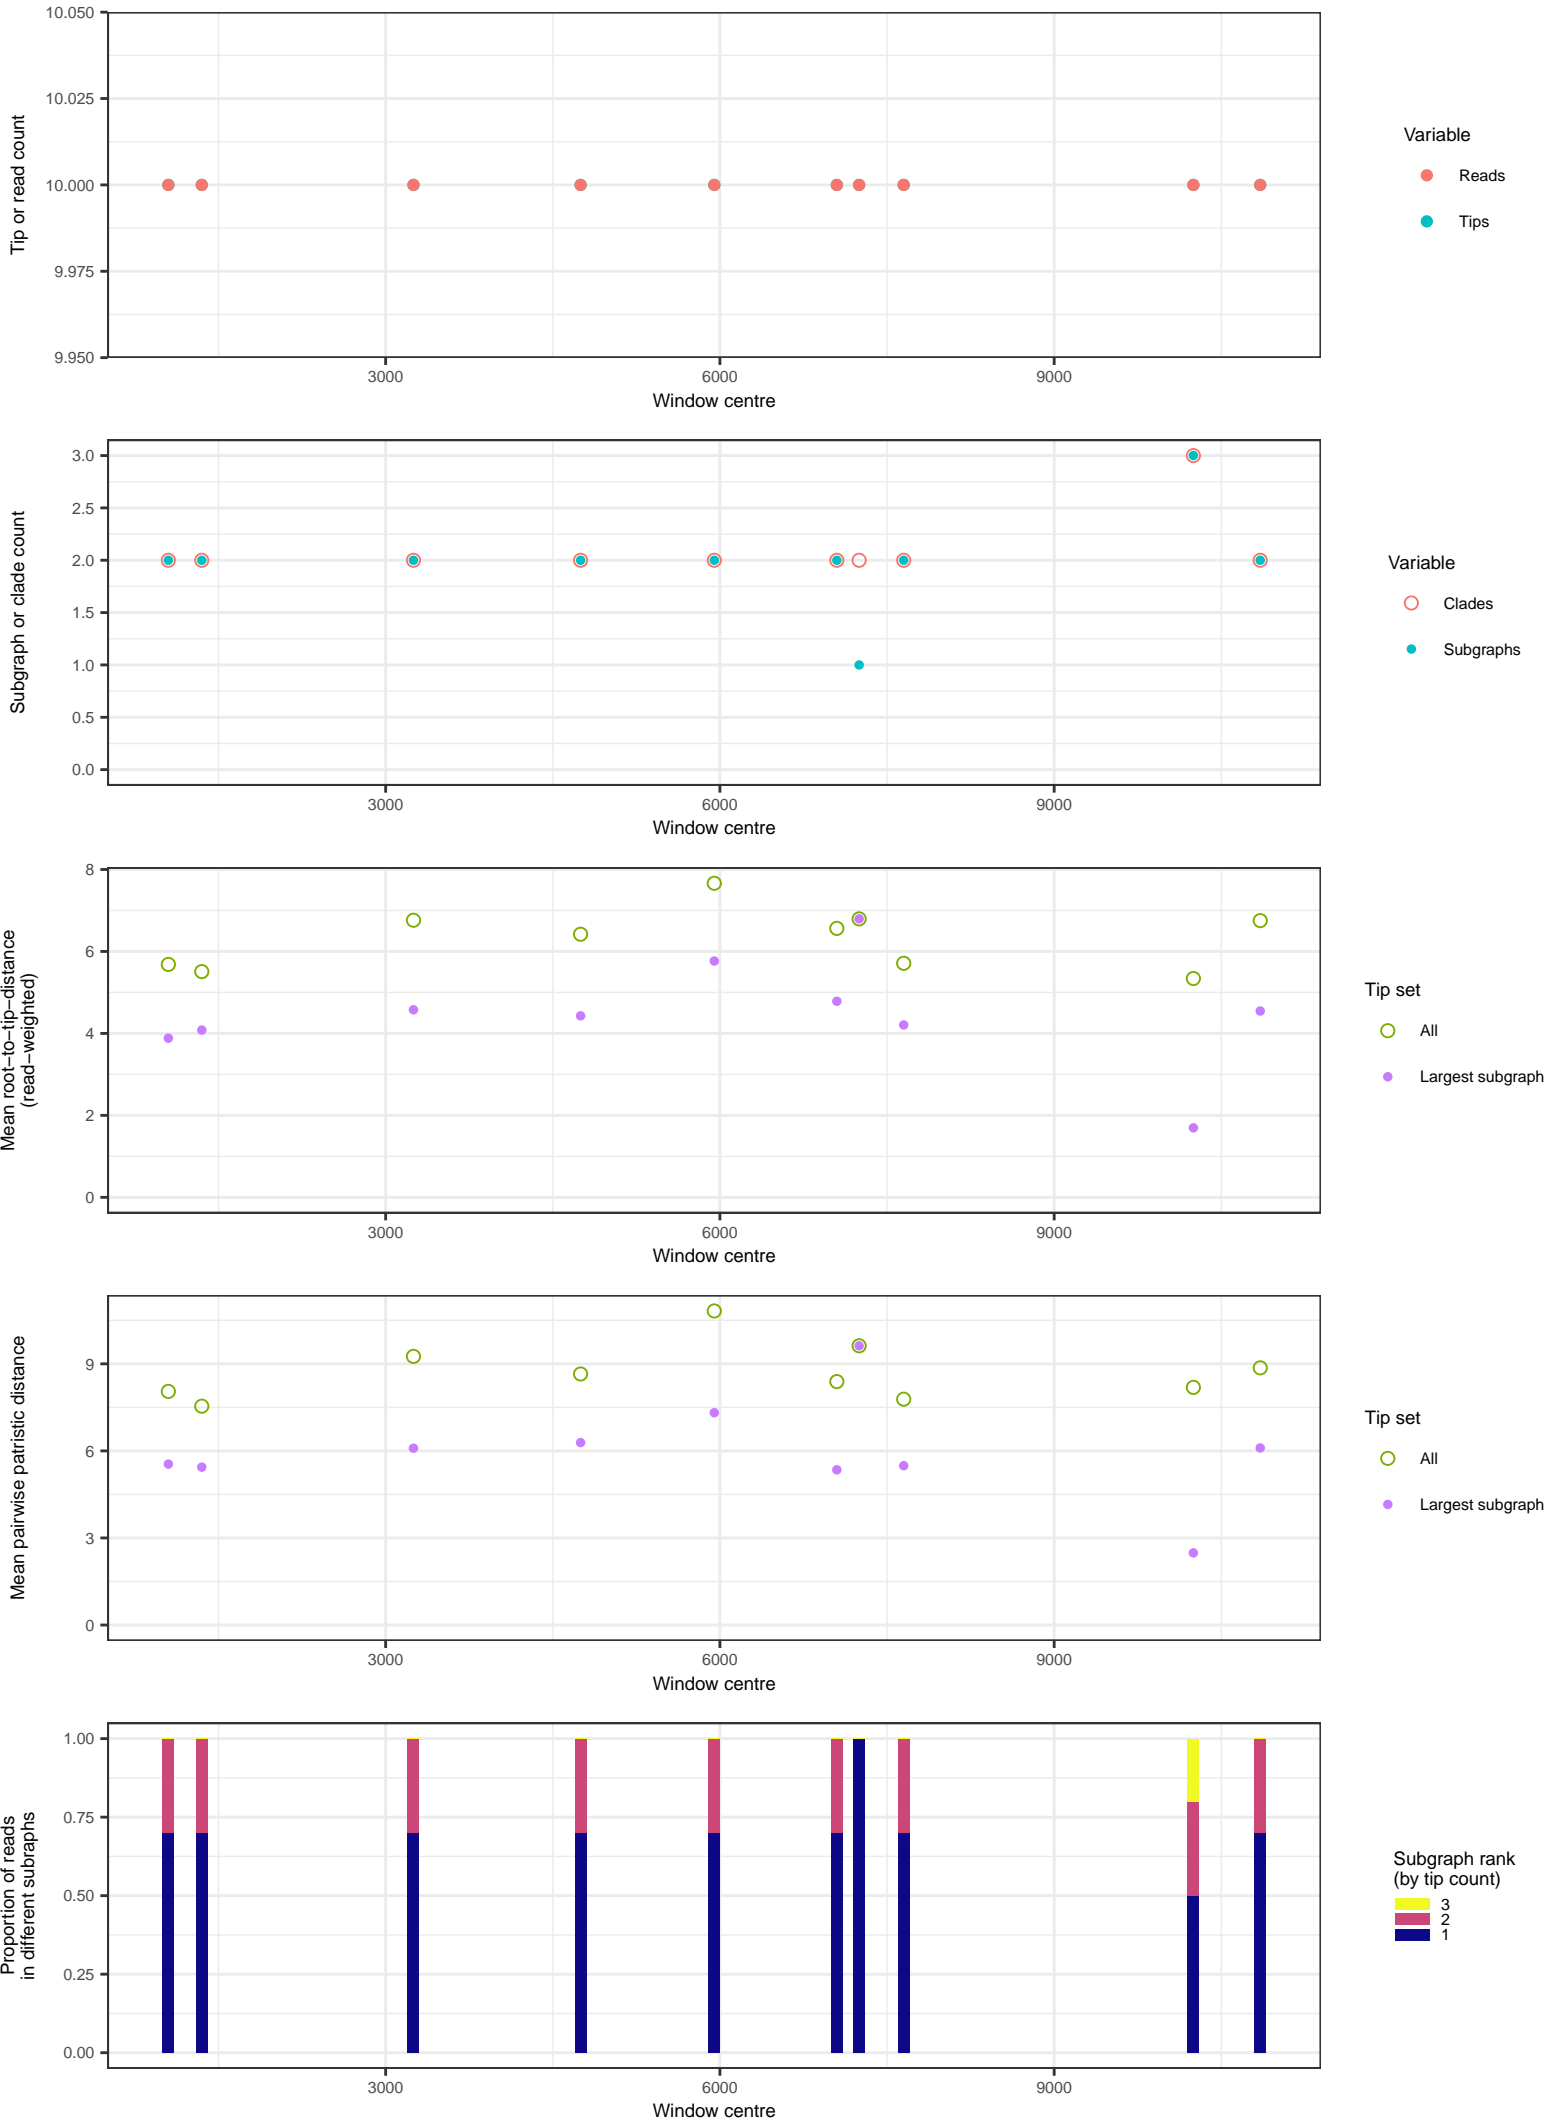 10.050
10.025
10.000
9.975
9.950
Tip or read count
3000 6000 9000
Window centre
Variable
Reads
Tips
3.0
2.5
2.0
1.5
1.0
0.5
0.0
Subgraph or clade count
3000 6000 9000
Window centre
Variable
Clades
Subgraphs
8
6
4
2
0
Mean root−to−tip−distance
(read−weighted)
3000 6000 9000
Window centre
Tip set
All
Largest subgraph
9
6
3
0
Mean pairwise patristic distance
3000 6000 9000
Window centre
Tip set
All
Largest subgraph
1.00
0.75
0.50
0.25
0.00
Proportion of reads
in different subraphs
3000 6000 9000
Window centre
Subgraph rank
(by tip count)
3
2
1